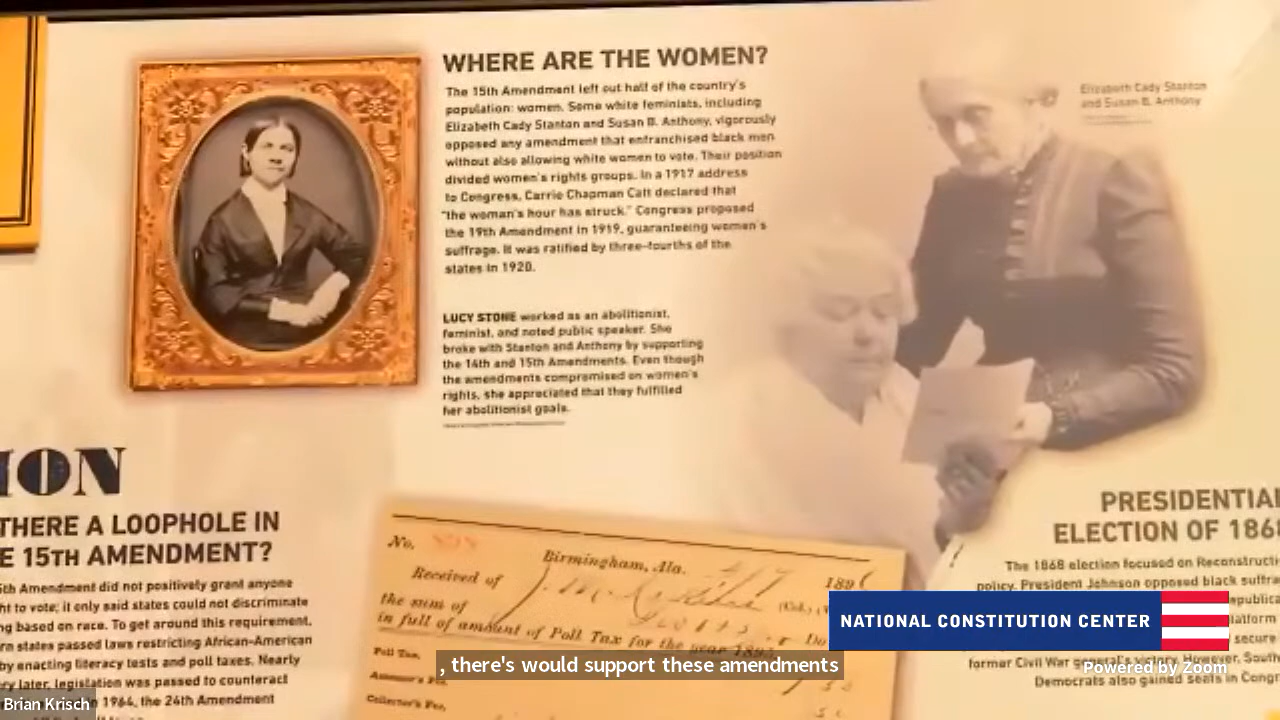 WHERE ARE THE WOMEN?
The 15th Amendment left out half of the country's
population: women. Some white feminists, including
Elizabeth Cady Stanton and Susan B. Anthony, vigorously
opposed any amendment that enfranchised black men
without also allowing white women to vote. Their position
divided women's rights groups. In a 1917 address
to Congress, Carrie Chapman Catt declared that
"the woman's hour has struck." Congress proposed
the 19th Amendment in 1919, guaranteeing women's
suffrage. It was ratified by three-fourths of the
states in 1920.
LUCY STONE worked as an abolitionist,
feminist, and noted public speaker. She
broke with Stanton and Anthony by supporting
the 14th and 15th Amendments. Even though
the amendments compromised on women's
rights, she appreciated that they fulfilled
her abolitionist goals.
Elizabeth Cady Stanton
and Susan B. Anthony
ION
THERE A LOOPHOLE IN
E 15TH AMENDMENT?
5th Amendment did not positively grant anyone
ht to vote; it only said states could not discriminate
ng based on race. To get around this requirement,
rn states passed laws restricting African-American
by enacting literacy tests and poll taxes. Nearly
ry later, legislation was passed to counteract
n 1964, the 24th Amendment
No.
Birmingham, Ala.
189
Received of
the sum of
in full of amount of Poll Tax for the year 189
Poll Tax,
Assessor's Fee,
Collector's Fee,
PRESIDENTIAL
ELECTION OF 1868
The 1868 election focused on Reconstructi
policy. President Johnson opposed black suffra
epublica
latform
secure
former Civil War general's victory. However, South
Democrats also gained seats in Congr
NATIONAL CONSTITUTION CENTER
, there's would support these amendments
Powered by Zoom
Brian Krisch